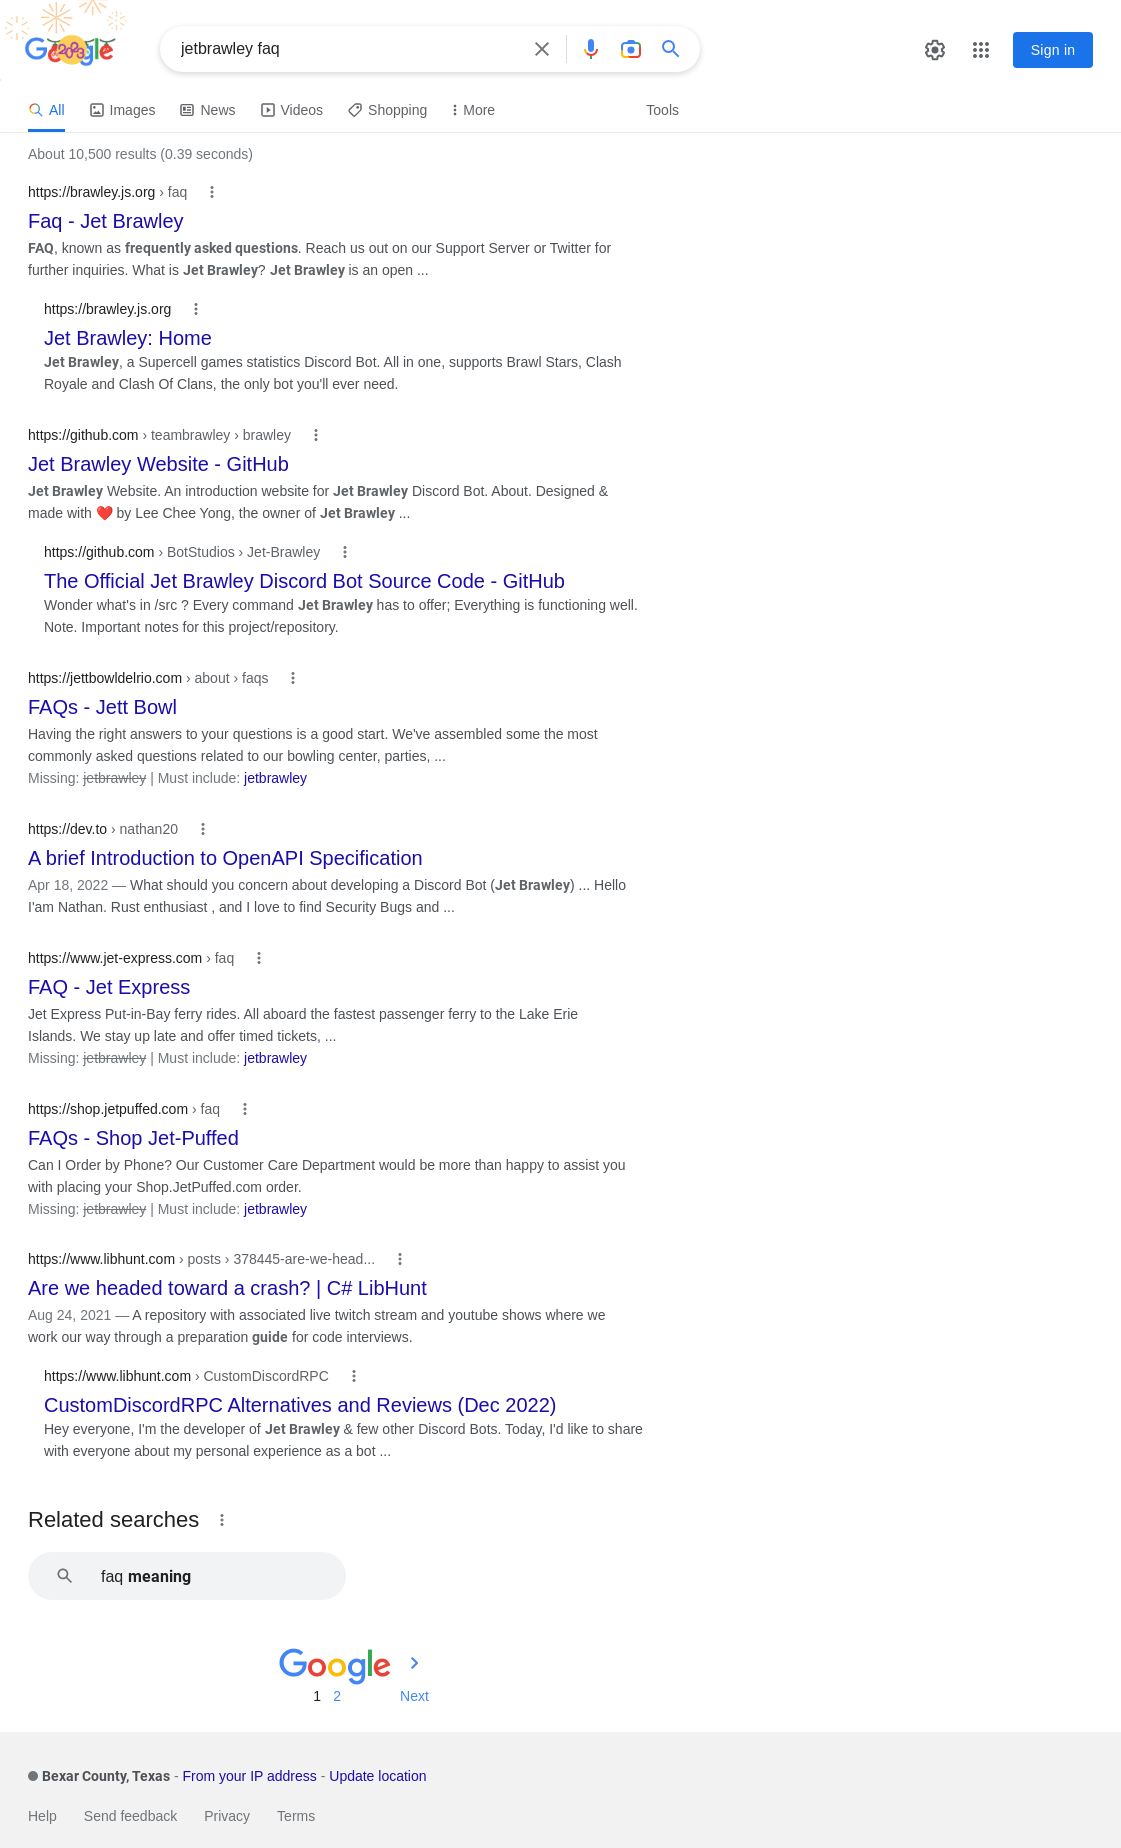 Google
2023
jetbrawley faq
Sign in
All Images News Videos Shopping More Tools
About 10,500 results (0.39 seconds)
https://brawley.js.org › faq
Faq - Jet Brawley
FAQ, known as frequently asked questions. Reach us out on our Support Server or Twitter for
further inquiries. What is Jet Brawley? Jet Brawley is an open ...
https://brawley.js.org
Jet Brawley: Home
Jet Brawley, a Supercell games statistics Discord Bot. All in one, supports Brawl Stars, Clash
Royale and Clash Of Clans, the only bot you'll ever need.
https://github.com › teambrawley › brawley
Jet Brawley Website - GitHub
Jet Brawley Website. An introduction website for Jet Brawley Discord Bot. About. Designed &
made with ❤️ by Lee Chee Yong, the owner of Jet Brawley ...
https://github.com › BotStudios › Jet-Brawley
The Official Jet Brawley Discord Bot Source Code - GitHub
Wonder what's in /src ? Every command Jet Brawley has to offer; Everything is functioning well.
Note. Important notes for this project/repository.
https://jettbowldelrio.com › about › faqs
FAQs - Jett Bowl
Having the right answers to your questions is a good start. We've assembled some the most
commonly asked questions related to our bowling center, parties, ...
Missing: jetbrawley | Must include: jetbrawley
https://dev.to › nathan20
A brief Introduction to OpenAPI Specification
Apr 18, 2022 — What should you concern about developing a Discord Bot (Jet Brawley) ... Hello
I'am Nathan. Rust enthusiast , and I love to find Security Bugs and ...
https://www.jet-express.com › faq
FAQ - Jet Express
Jet Express Put-in-Bay ferry rides. All aboard the fastest passenger ferry to the Lake Erie
Islands. We stay up late and offer timed tickets, ...
Missing: jetbrawley | Must include: jetbrawley
https://shop.jetpuffed.com › faq
FAQs - Shop Jet-Puffed
Can I Order by Phone? Our Customer Care Department would be more than happy to assist you
with placing your Shop.JetPuffed.com order.
Missing: jetbrawley | Must include: jetbrawley
https://www.libhunt.com › posts › 378445-are-we-head...
Are we headed toward a crash? | C# LibHunt
Aug 24, 2021 — A repository with associated live twitch stream and youtube shows where we
work our way through a preparation guide for code interviews.
https://www.libhunt.com › CustomDiscordRPC
CustomDiscordRPC Alternatives and Reviews (Dec 2022)
Hey everyone, I'm the developer of Jet Brawley & few other Discord Bots. Today, I'd like to share
with everyone about my personal experience as a bot ...
Related searches
faq meaning
Google
1 2 Next
Bexar County, Texas - From your IP address - Update location
Help Send feedback Privacy Terms